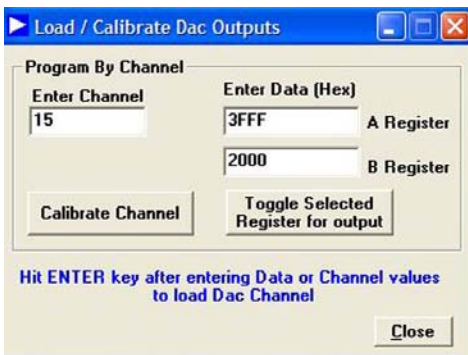 Load / Calibrate Dac Outputs
Program By Channel
Enter Channel
Enter Data (Hex)
15
3FFF
A Register
2000
B Register
Calibrate Channel
Toggle Selected
Register for output
Hit ENTER key after entering Data or Channel values
to load Dac Channel
Close